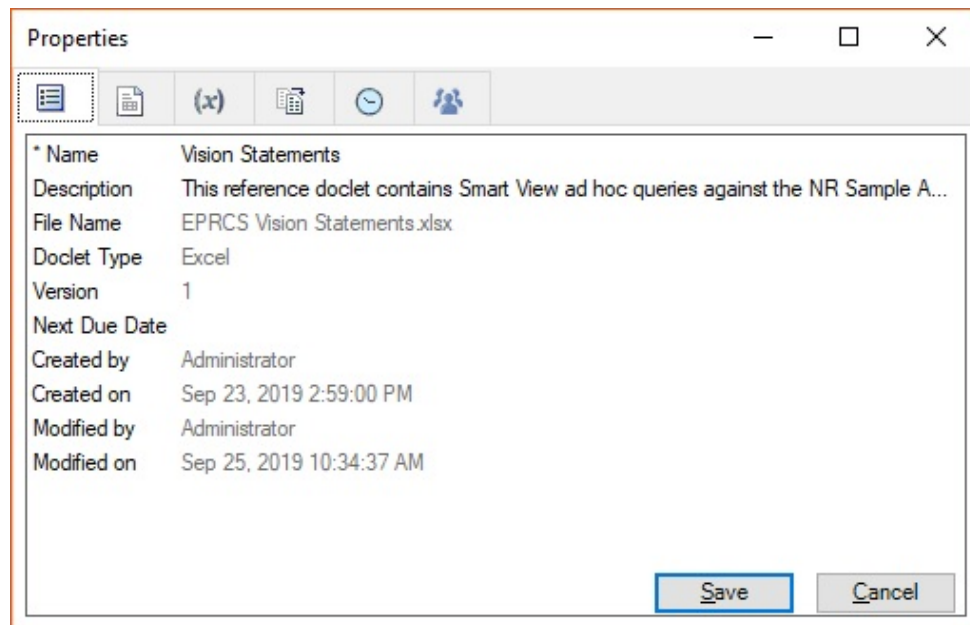 Properties
(x)
* Name Vision Statements
Description This reference doclet contains Smart View ad hoc queries against the NR Sample A...
File Name EPRCS Vision Statements.xlsx
Doclet Type Excel
Version 1
Next Due Date
Created by Administrator
Created on Sep 23, 2019 2:59:00 PM
Modified by Administrator
Modified on Sep 25, 2019 10:34:37 AM
Save Cancel